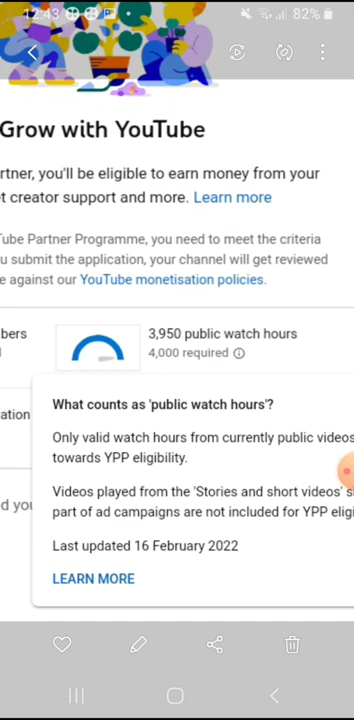 12:43
82%
Grow with YouTube
rtner, you'll be eligible to earn money from your
t creator support and more. Learn more
ube Partner Programme, you need to meet the criteria
u submit the application, your channel will get reviewed
e against our YouTube monetisation policies.
bers
3,950 public watch hours
4,000 required
What counts as 'public watch hours'?
ation
Only valid watch hours from currently public videos
towards YPP eligibility.
Videos played from the 'Stories and short videos' s
d you
part of ad campaigns are not included for YPP eligi
Last updated 16 February 2022
LEARN MORE